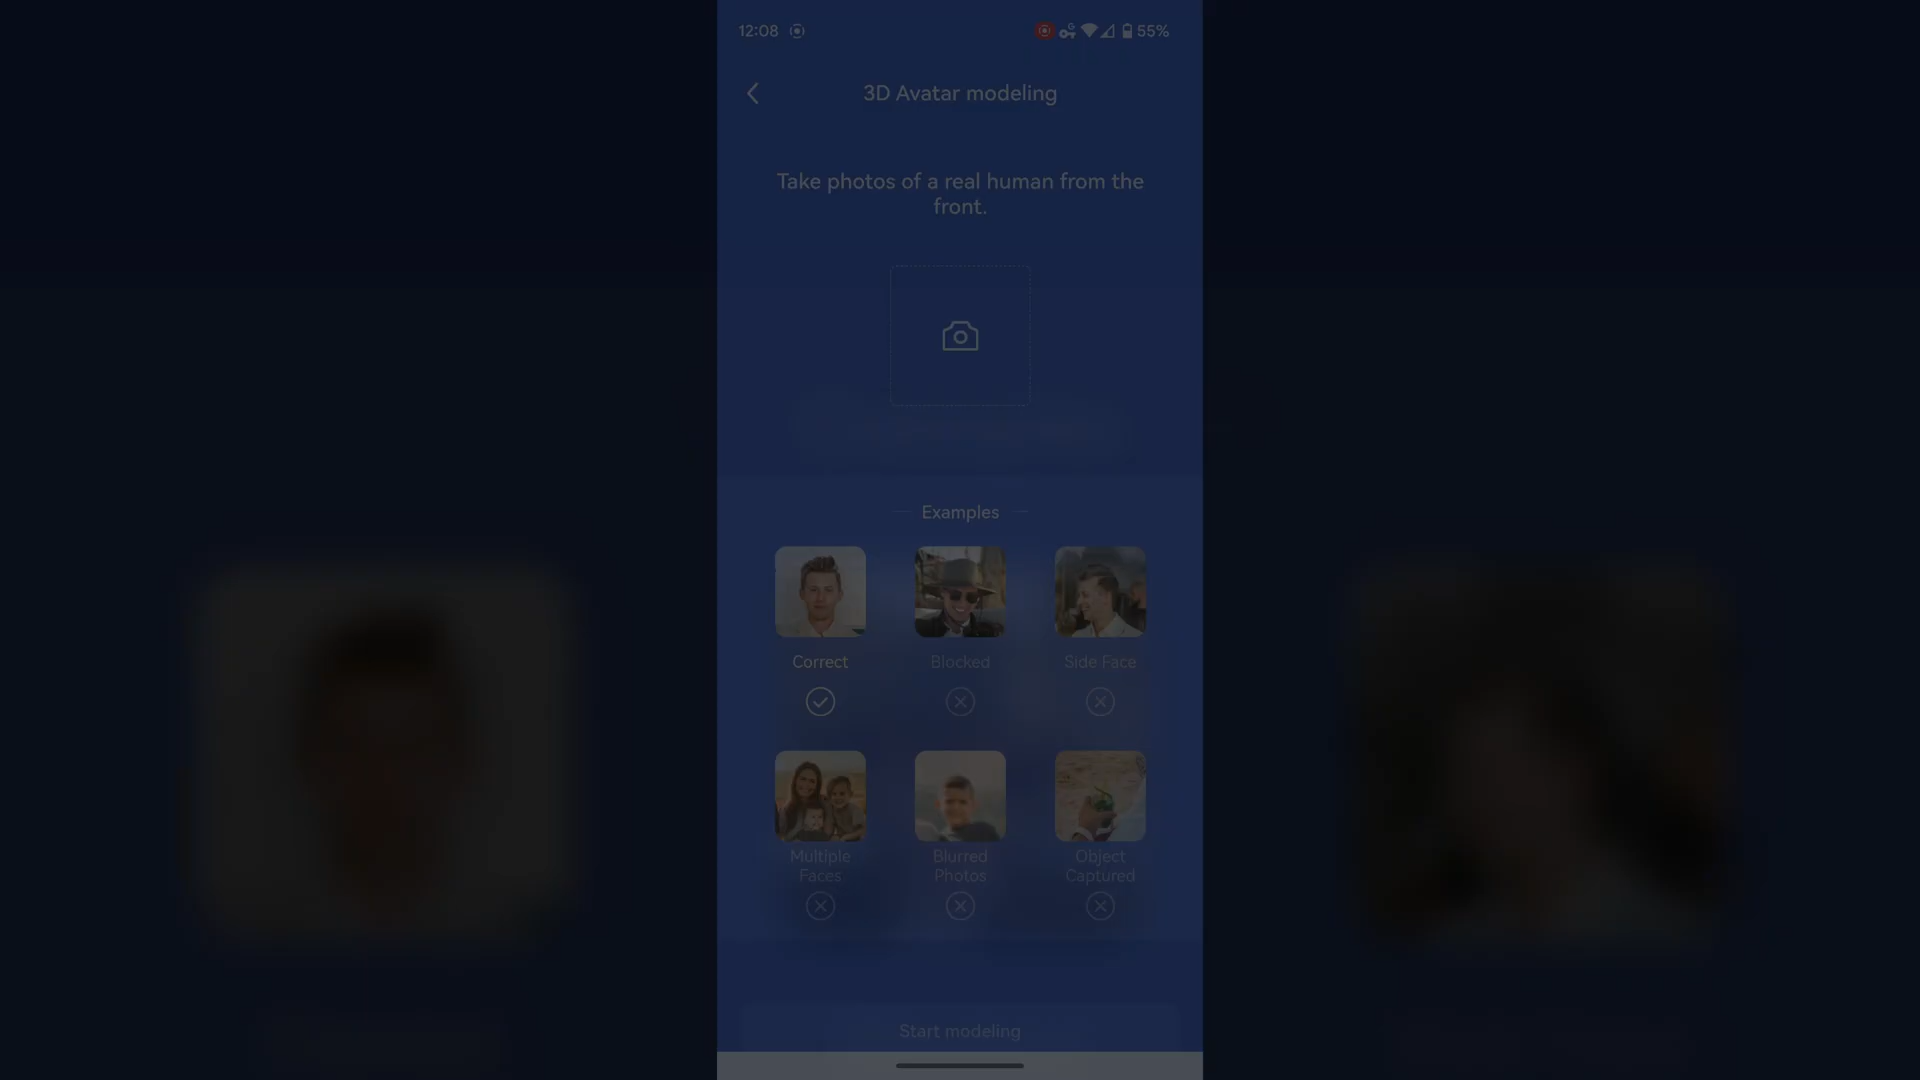 12:08
G
55%
3D Avatar modeling
Take photos of a real human from the
front.
Examples
Correct
Blocked
Side Face
Multiple
Faces
Blurred
Photos
Object
Captured
Start modeling